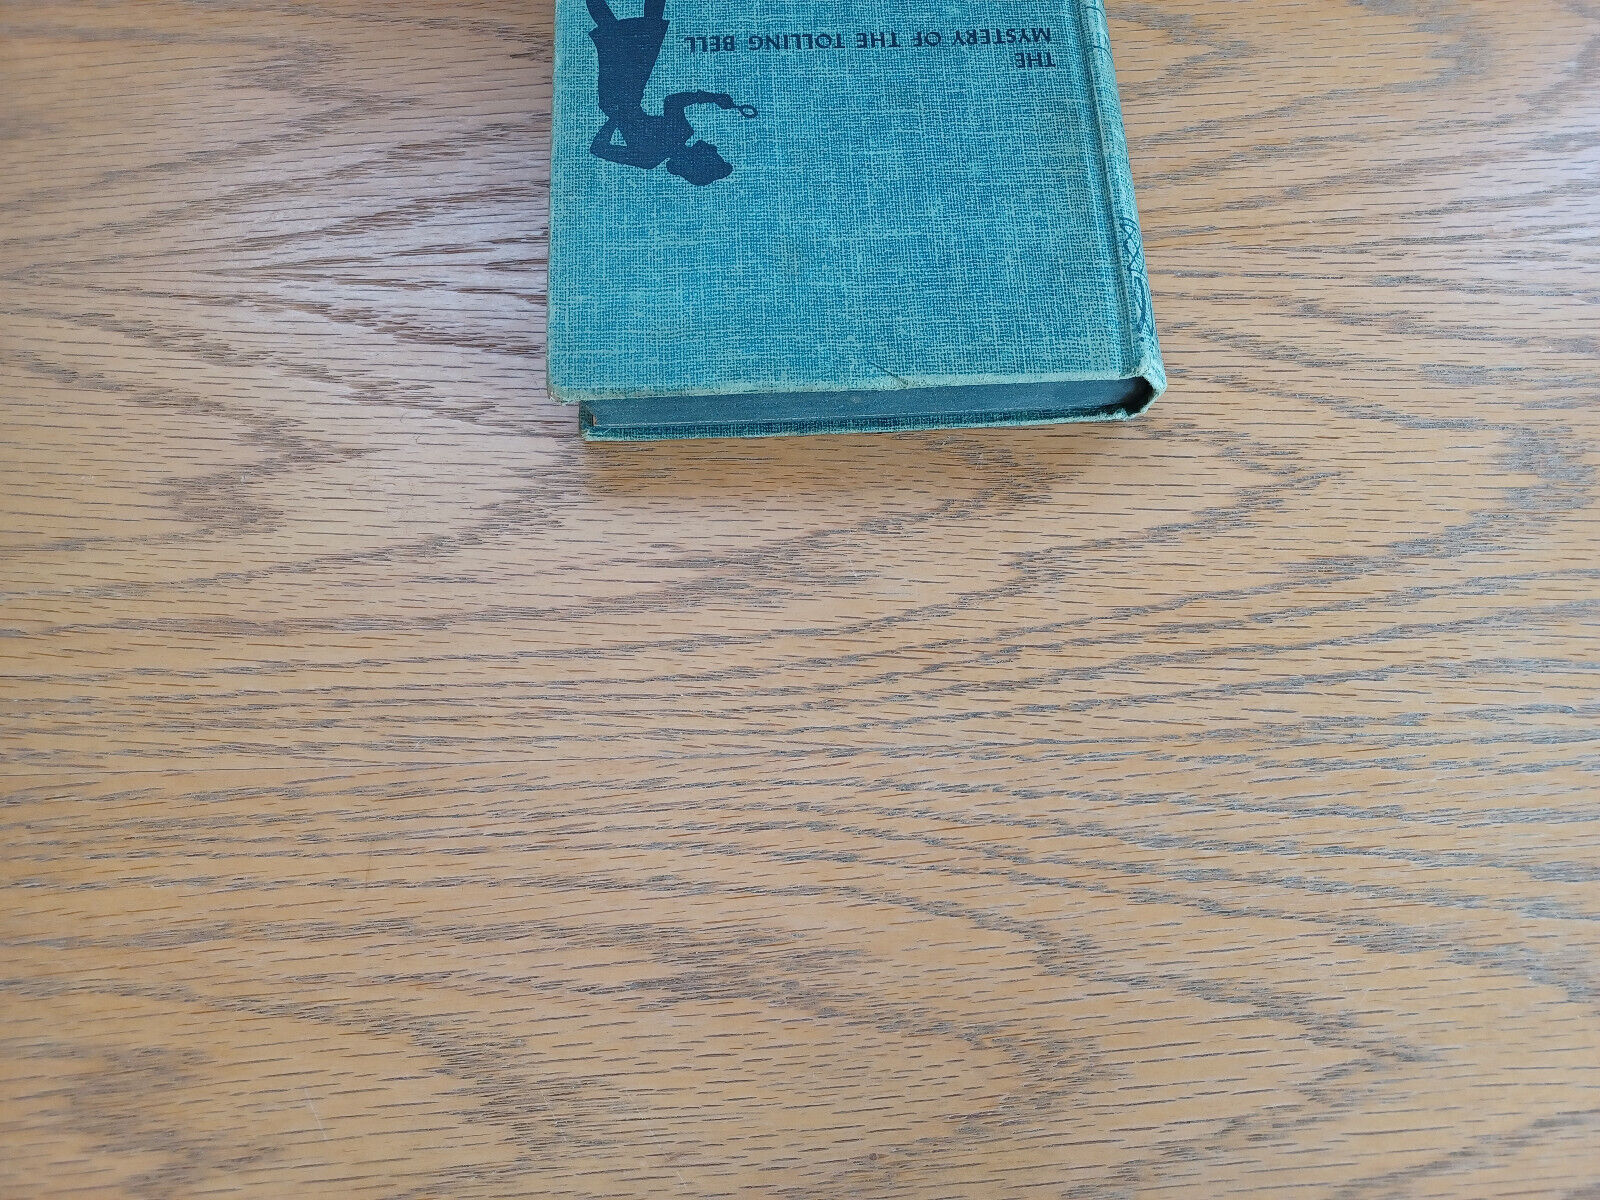 THE
MYSTERY OF THE TOLLING BELL